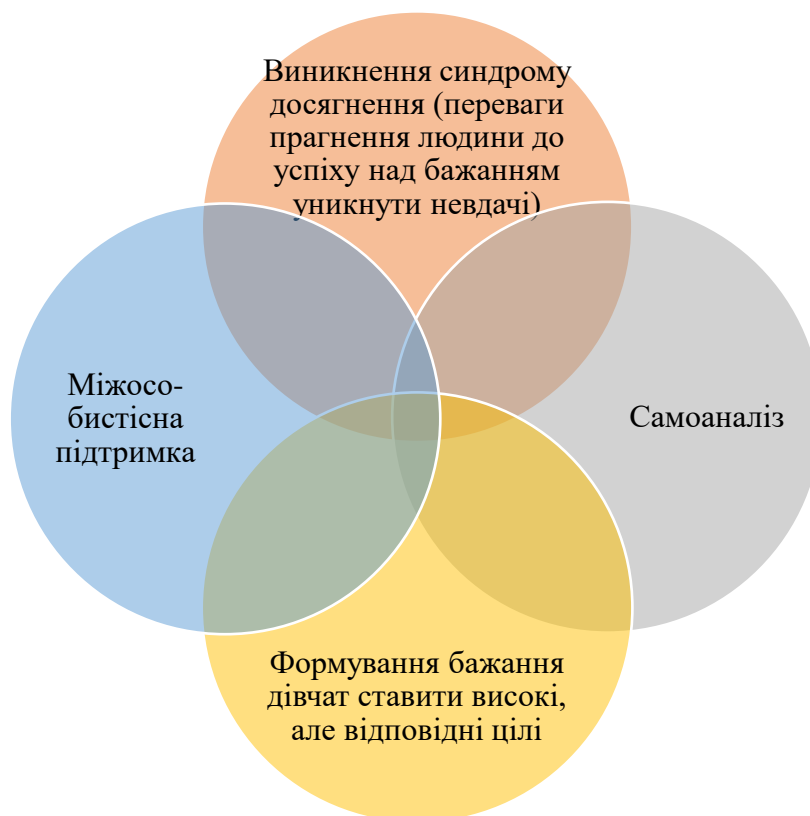 Виникнення синдрому
досягнення (переваги
прагнення людини до
успіху над бажанням
уникнути невдачі)
Міжосо-
бистісна
підтримка
Самоаналіз
Формування бажання
дівчат ставити високі,
але відповідні цілі